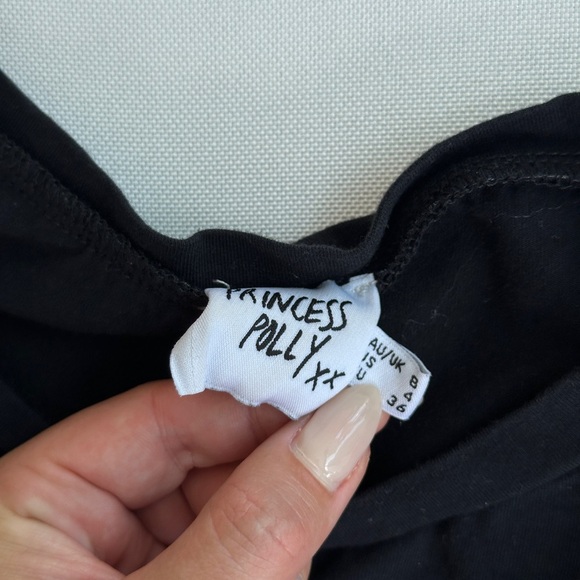 PRINCESS
POLLY
XX
AU/UK 8
US 4
EU 36